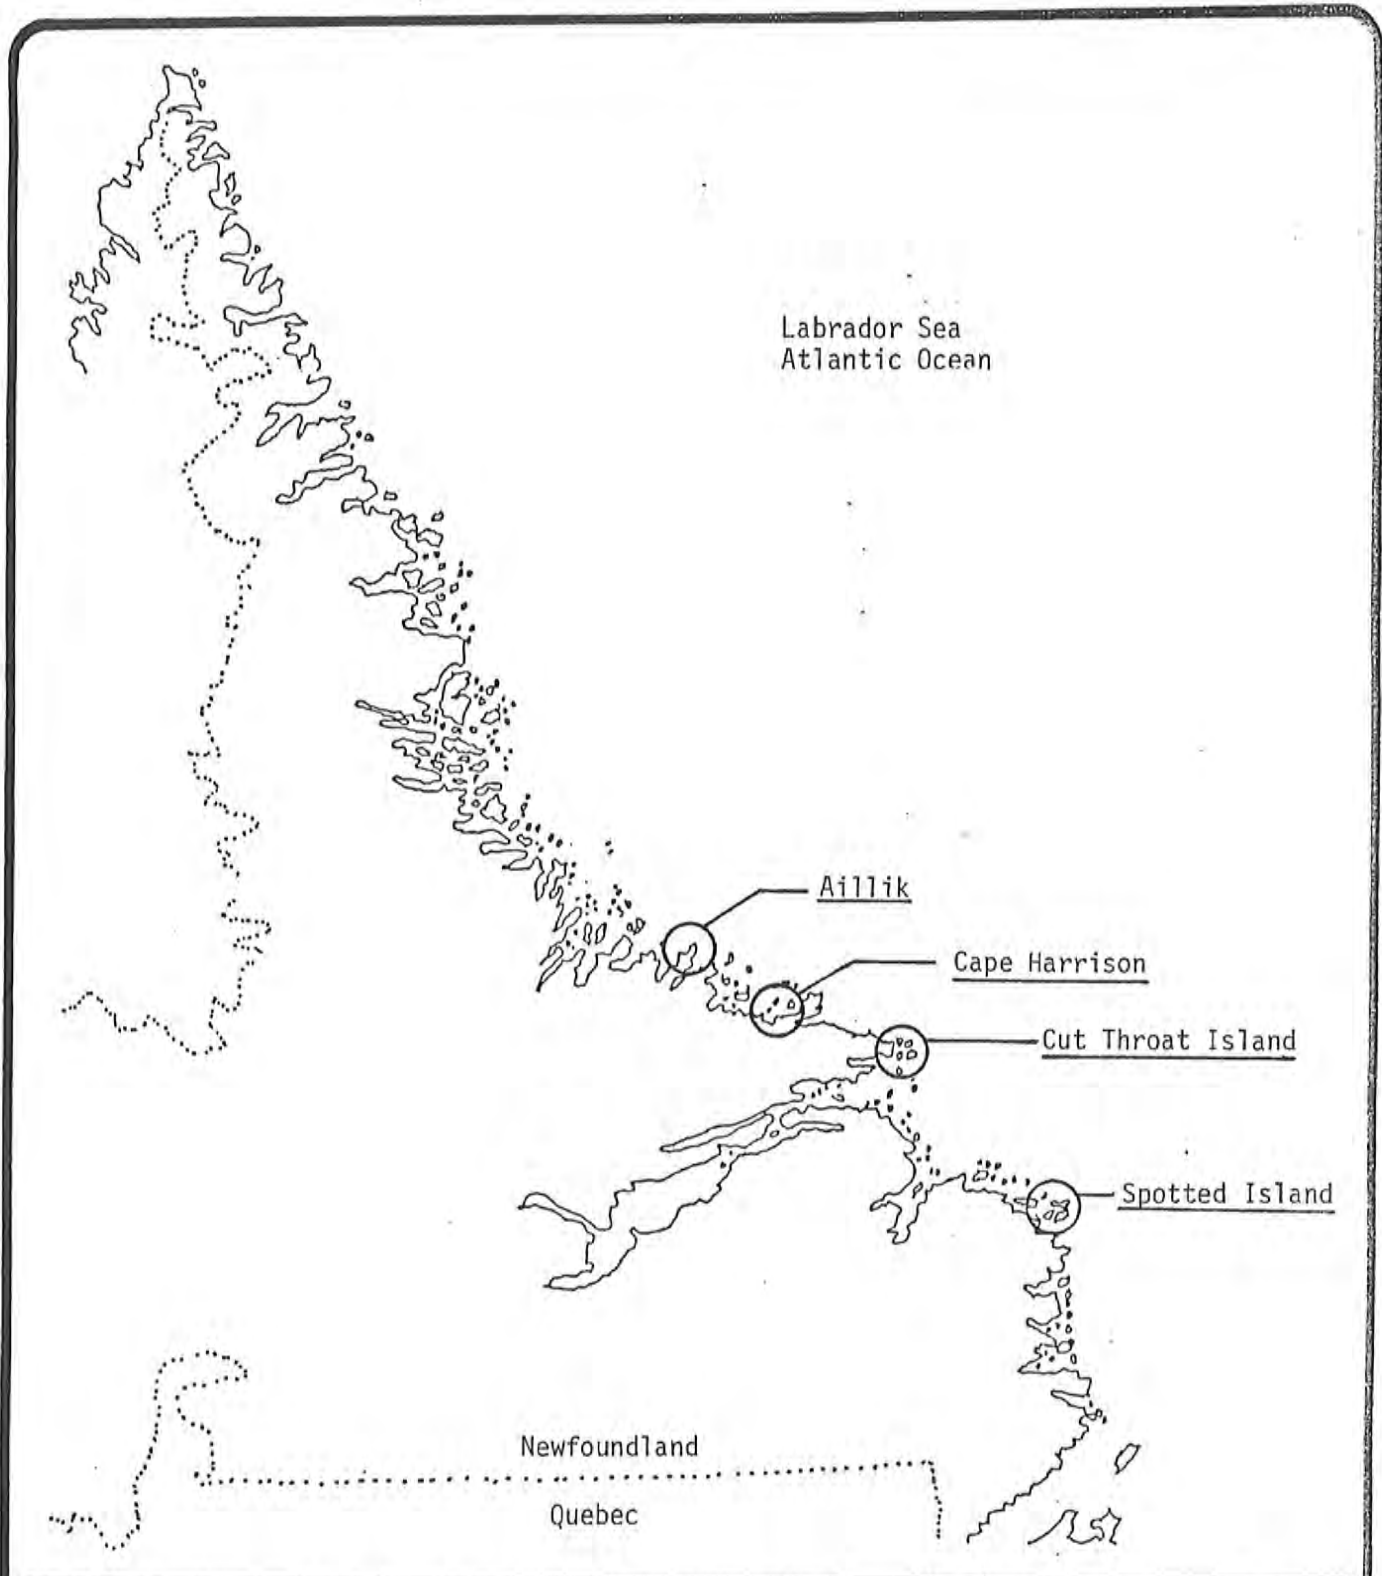 Labrador Sea
Atlantic Ocean
Aillik
Cape Harrison
Cut Throat Island
Spotted Island
Newfoundland
Quebec